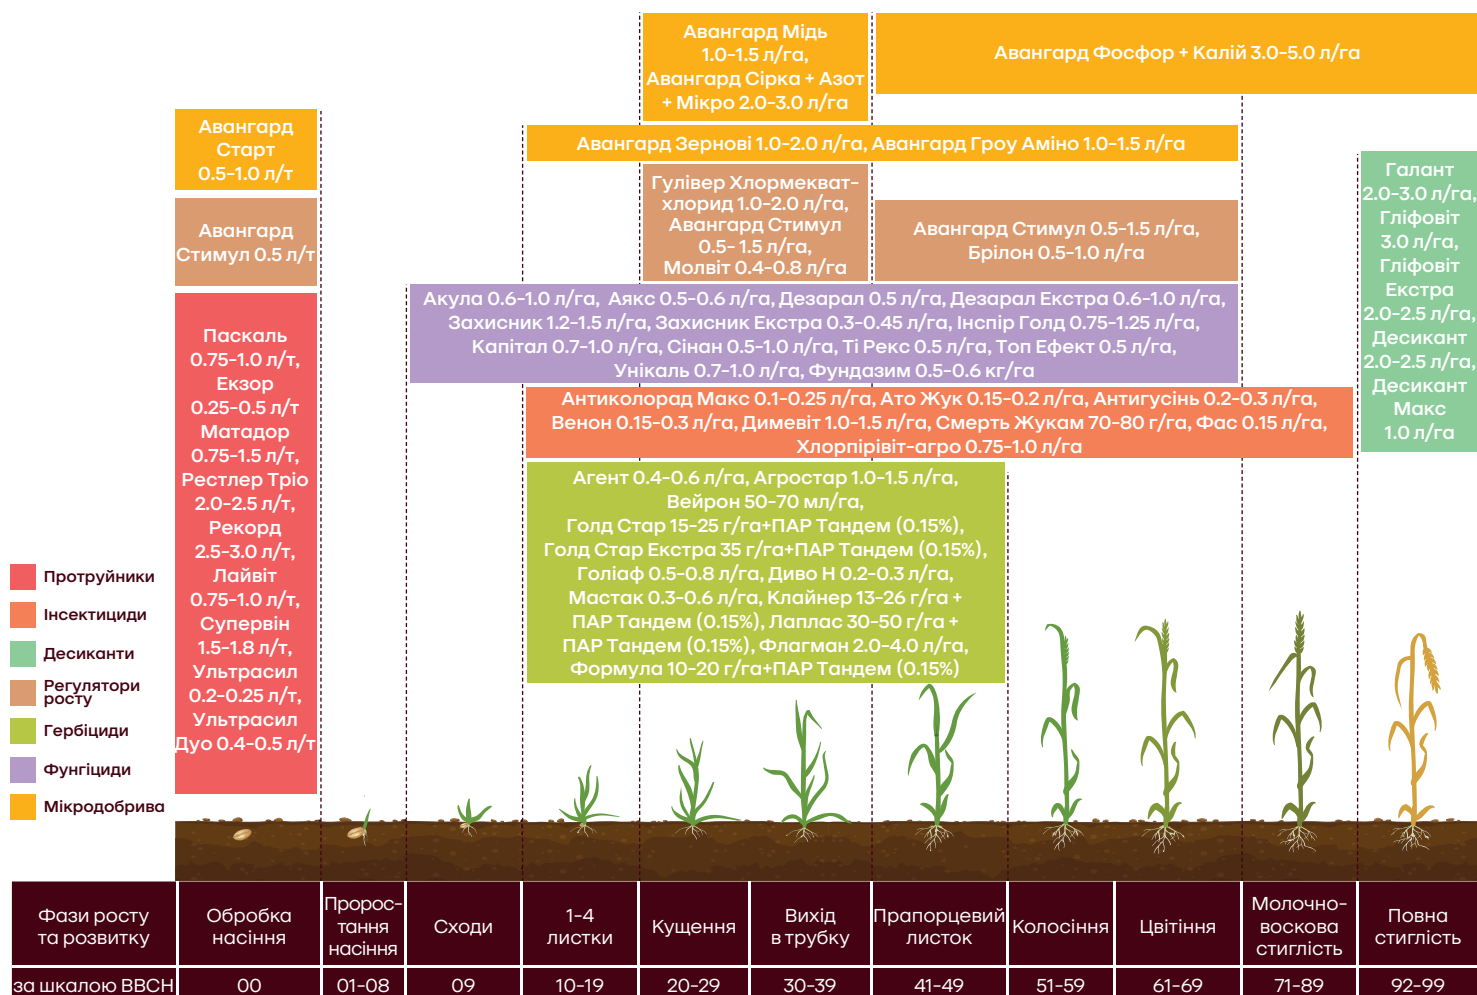 Авангард Мідь
1.0-1.5 л/га,
Авангард Сірка + Азот
+ Мікро 2.0-3.0 л/га
Авангард Фосфор + Калій 3.0-5.0 л/га
Авангард
Старт
0.5-1.0 л/т
Авангард Зернові 1.0-2.0 л/га, Авангард Гроу Аміно 1.0-1.5 л/га
Авангард
Стимул 0.5 л/т
Гулівер Хлормекват-
хлорид 1.0-2.0 л/га,
Авангард Стимул
0.5- 1.5 л/га,
Молвіт 0.4-0.8 л/га
Авангард Стимул 0.5-1.5 л/га,
Брілон 0.5-1.0 л/га
Галант
2.0-3.0 л/га,
Гліфовіт
3.0 л/га,
Гліфовіт
Екстра
2.0-2.5 л/га,
Десикант
2.0-2.5 л/га,
Десикант
Макс
1.0 л/га
Паскаль
0.75-1.0 л/т,
Екзор
0.25-0.5 л/т
Матадор
0.75-1.5 л/т,
Рестлер Тріо
2.0-2.5 л/т,
Рекорд
2.5-3.0 л/т,
Лайвіт
0.75-1.0 л/т,
Супервін
1.5-1.8 л/т,
Ультрасил
0.2-0.25 л/т,
Ультрасил
Дуо 0.4-0.5 л/т
Акула 0.6-1.0 л/га, Аякс 0.5-0.6 л/га, Дезарал 0.5 л/га, Дезарал Екстра 0.6-1.0 л/га,
Захисник 1.2-1.5 л/га, Захисник Екстра 0.3-0.45 л/га, Інспір Голд 0.75-1.25 л/га,
Капітал 0.7-1.0 л/га, Сінан 0.5-1.0 л/га, Ті Рекс 0.5 л/га, Топ Ефект 0.5 л/га,
Унікаль 0.7-1.0 л/га, Фундазим 0.5-0.6 кг/га
Антиколорад Макс 0.1-0.25 л/га, Ато Жук 0.15-0.2 л/га, Антигусінь 0.2-0.3 л/га,
Венон 0.15-0.3 л/га, Димевіт 1.0-1.5 л/га, Смерть Жукам 70-80 г/га, Фас 0.15 л/га,
Хлорпірівіт-агро 0.75-1.0 л/га
Агент 0.4-0.6 л/га, Агростар 1.0-1.5 л/га,
Вейрон 50-70 мл/га,
Голд Стар 15-25 г/га+ПАР Тандем (0.15%),
Голд Стар Екстра 35 г/га+ПАР Тандем (0.15%),
Голіаф 0.5-0.8 л/га, Диво Н 0.2-0.3 л/га,
Мастак 0.3-0.6 л/га, Клайнер 13-26 г/га +
ПАР Тандем (0.15%), Лаплас 30-50 г/га +
ПАР Тандем (0.15%), Флагман 2.0-4.0 л/га,
Формула 10-20 г/га+ПАР Тандем (0.15%)
Протруйники
Інсектициди
Десиканти
Регулятори
росту
Гербіциди
Фунгіциди
Мікродобрива
Фази росту
та розвитку
Обробка
насіння
Пророс-
тання
насіння
Сходи
1-4
листки
Кущення
Вихід
в трубку
Прапорцевий
листок
Колосіння
Цвітіння
Молочно-
воскова
стиглість
Повна
стиглість
за шкалою ВВСН
00
01-08
09
10-19
20-29
30-39
41-49
51-59
61-69
71-89
92-99